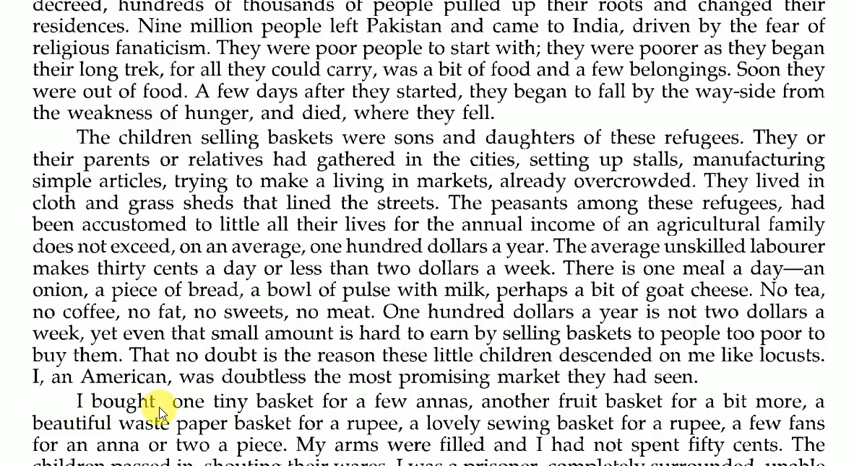 decreed, hundreds of thousands of people pulled up their roots and changed their
residences. Nine million people left Pakistan and came to India, driven by the fear of
religious fanaticism. They were poor people to start with; they were poorer as they began
their long trek, for all they could carry, was a bit of food and a few belongings. Soon they
were out of food. A few days after they started, they began to fall by the way-side from
the weakness of hunger, and died, where they fell.
The children selling baskets were sons and daughters of these refugees. They or
their parents or relatives had gathered in the cities, setting up stalls, manufacturing
simple articles, trying to make a living in markets, already overcrowded. They lived in
cloth and grass sheds that lined the streets. The peasants among these refugees, had
been accustomed to little all their lives for the annual income of an agricultural family
does not exceed, on an average, one hundred dollars a year. The average unskilled labourer
makes thirty cents a day or less than two dollars a week. There is one meal a day—an
onion, a piece of bread, a bowl of pulse with milk, perhaps a bit of goat cheese. No tea,
no coffee, no fat, no sweets, no meat. One hundred dollars a year is not two dollars a
week, yet even that small amount is hard to earn by selling baskets to people too poor to
buy them. That no doubt is the reason these little children descended on me like locusts.
I, an American, was doubtless the most promising market they had seen.
I bought one tiny basket for a few annas, another fruit basket for a bit more, a
beautiful waste paper basket for a rupee, a lovely sewing basket for a rupee, a few fans
for an anna or two a piece. My arms were filled and I had not spent fifty cents. The
children passed in, shouting their wares. I was a prisoner, completely surrounded, unable